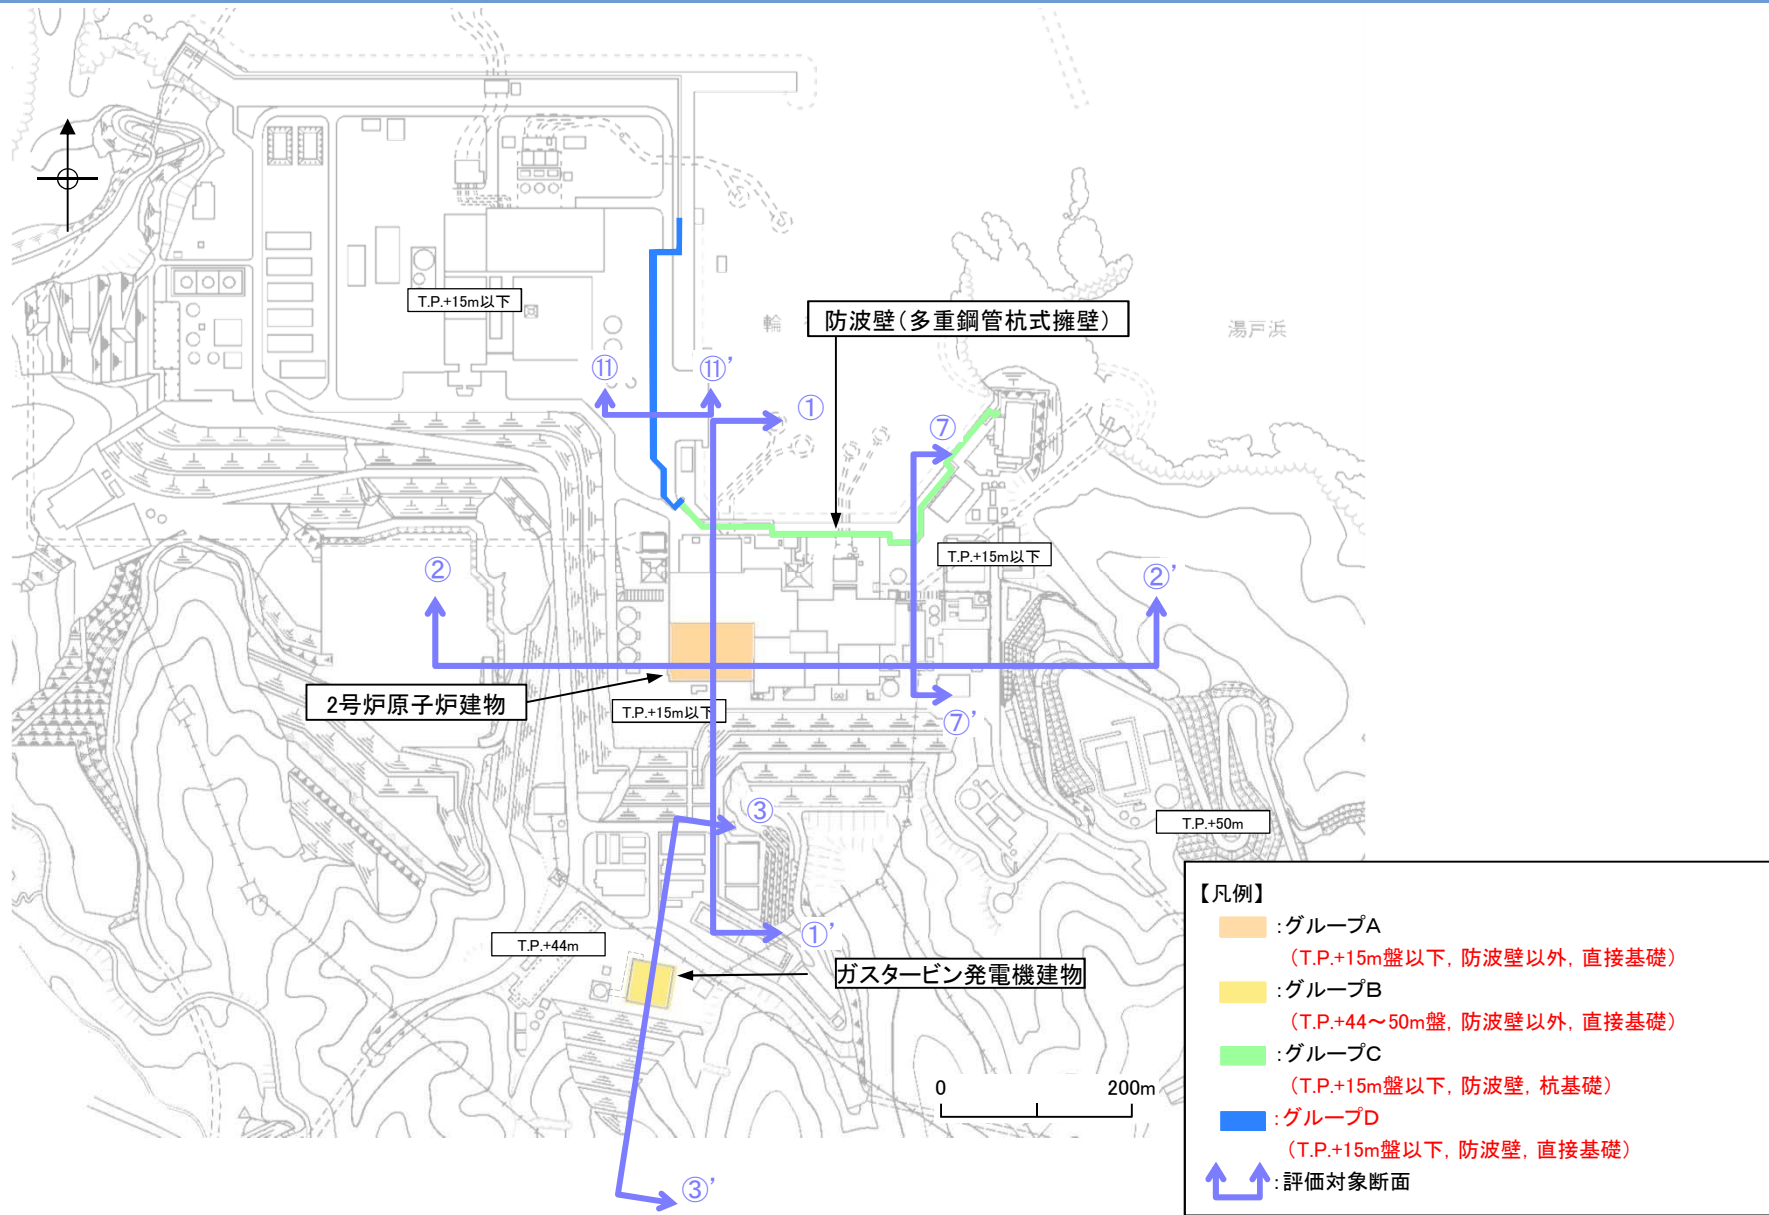 T.P.+15m以下
輪
防波壁(多重鋼管杭式擁壁)
湯戸浜
⑪
⑪'
①
⑦
T.P.+15m以下
②
②'
2号炉原子炉建物
T.P.+15m以下
⑦'
③
T.P.+50m
①'
T.P.+44m
ガスタービン発電機建物
③'
0 200m
【凡例】
:グループA
(T.P.+15m盤以下, 防波壁以外, 直接基礎)
:グループB
(T.P.+44～50m盤, 防波壁以外, 直接基礎)
:グループC
(T.P.+15m盤以下, 防波壁, 杭基礎)
:グループD
(T.P.+15m盤以下, 防波壁, 直接基礎)
:評価対象断面